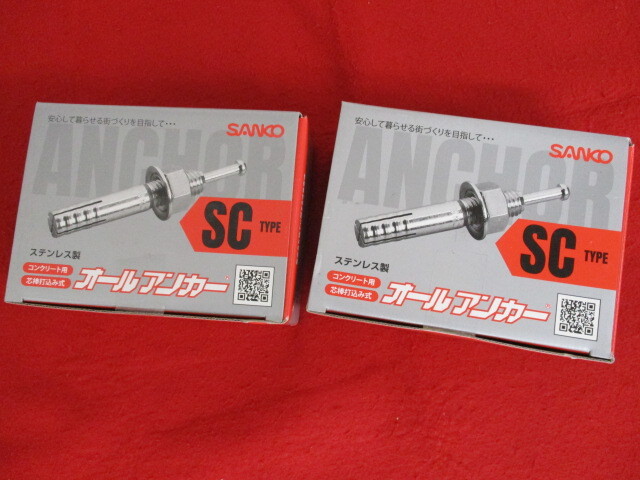 安心して暮らせる街づくりを目指して・・・
SANKO
ANCHOR
SC TYPE
ステンレス製
コンクリート用
芯棒打込み式
オールアンカー
安心して暮らせる街づくりを目指して・・・
SANKO
ANCHOR
SC TYPE
ステンレス製
コンクリート用
芯棒打込み式
オールアンカー